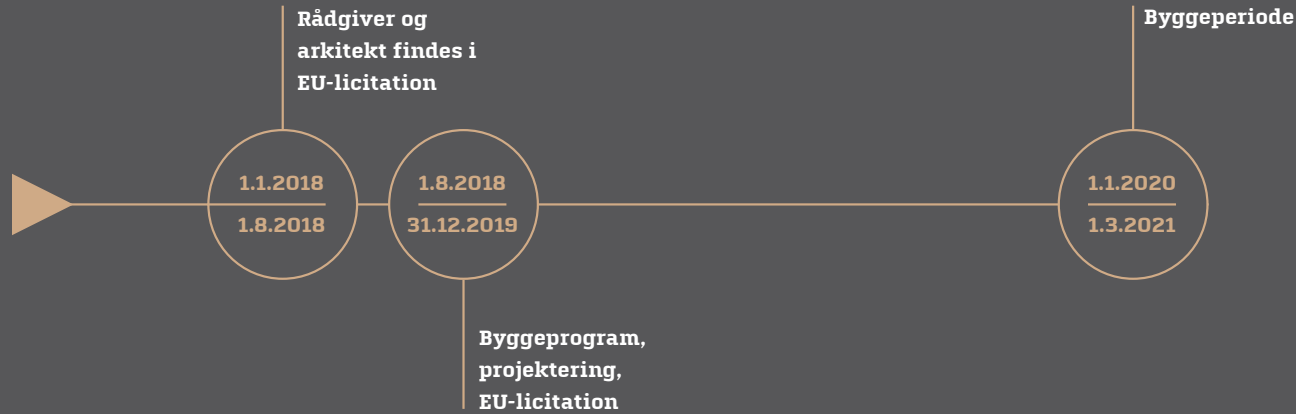 Rådgiver og
arkitekt findes i
EU-licitation
1.1.2018
1.8.2018
1.8.2018
31.12.2019
Byggeprogram,
projektering,
EU-licitation
Byggeperiode
1.1.2020
1.3.2021